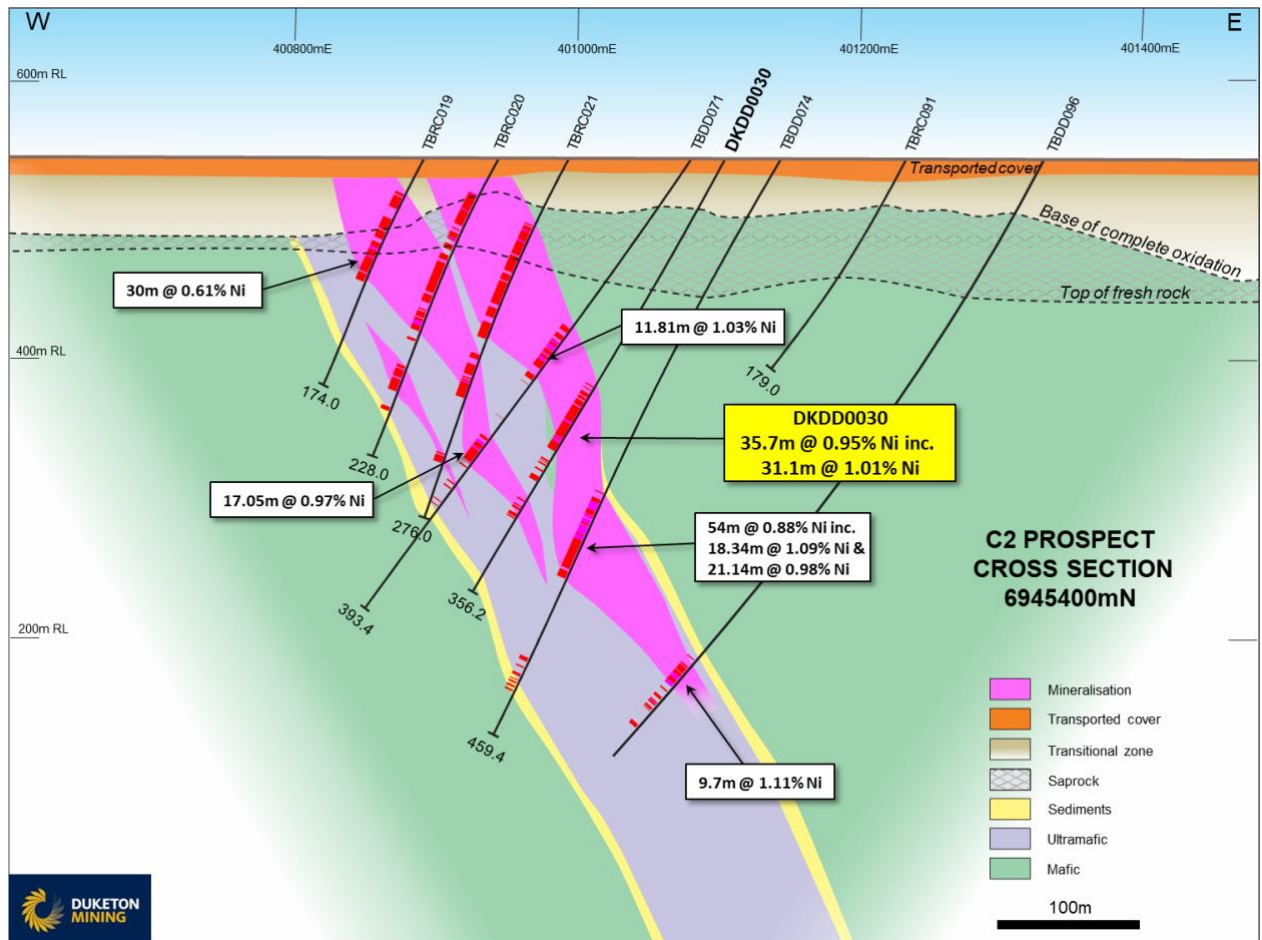 W
E
400800mE
401000mE
401200mE
401400mE
600m RL
TBRC019
TBRC020
TBRC021
TBDD071
DKDD0030
TBDD074
TBRC091
TBDD096
Transported cover
Base of complete oxidation
Top of fresh rock
30m @ 0.61% Ni
11.81m @ 1.03% Ni
400m RL
174.0
179.0
DKDD0030
35.7m @ 0.95% Ni inc.
31.1m @ 1.01% Ni
228.0
17.05m @ 0.97% Ni
276.0
54m @ 0.88% Ni inc.
18.34m @ 1.09% Ni &
21.14m @ 0.98% Ni
C2 PROSPECT
CROSS SECTION
6945400mN
393.4
356.2
200m RL
459.4
9.7m @ 1.11% Ni
Mineralisation
Transported cover
Transitional zone
Saprock
Sediments
Ultramafic
Mafic
100m
DUKETON
MINING